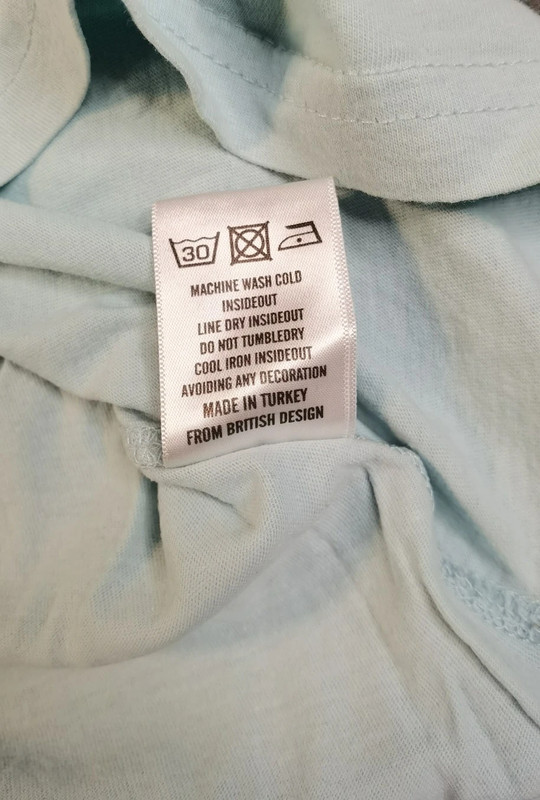 30
MACHINE WASH COLD
INSIDEOUT
LINE DRY INSIDEOUT
DO NOT TUMBLEDRY
COOL IRON INSIDEOUT
AVOIDING ANY DECORATION
MADE IN TURKEY
FROM BRITISH DESIGN